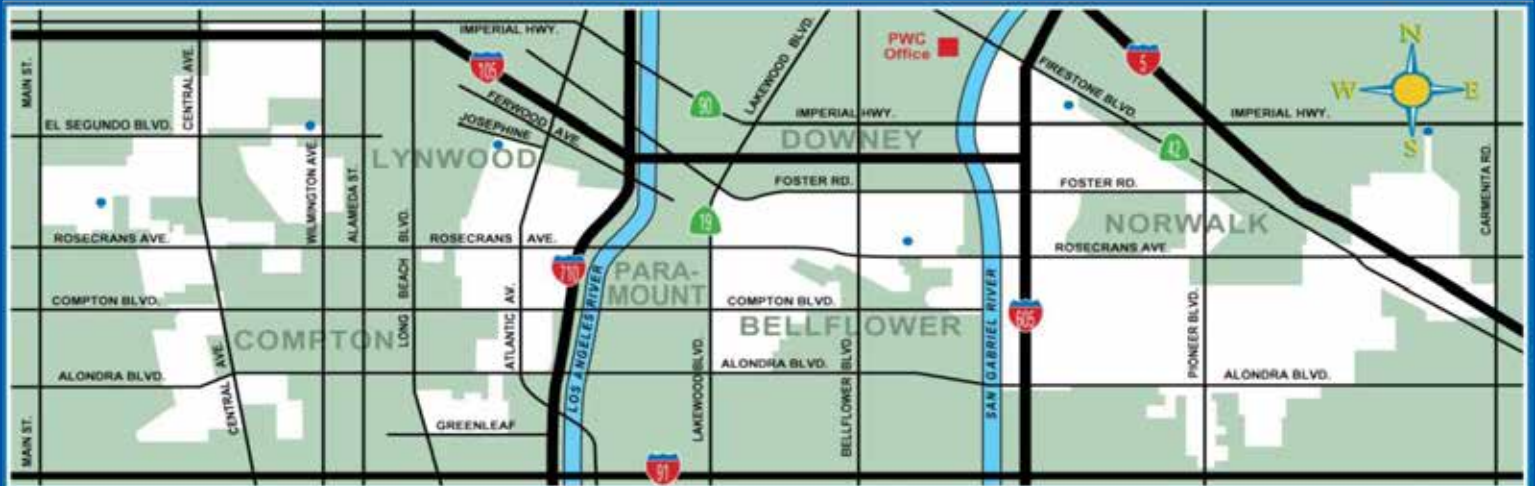 IMPERIAL HWY.
PWC
Office
N
W
E
S
MAIN ST.
CENTRAL AVE.
105
LAKEWOOD BLVD.
5
FIRESTONE BLVD.
90
FERWOOD AVE.
JOSEPHINE
IMPERIAL HWY.
IMPERIAL HWY.
EL SEGUNDO BLVD.
DOWNEY
LYNWOOD
42
WILMINGTON AVE.
ALAMEDA ST.
FOSTER RD.
FOSTER RD.
CARMENITA RD.
19
NORWALK
LONG BEACH BLVD.
ROSECRANS AVE.
ROSECRANS AVE.
ROSECRANS AVE.
710
PARA-
MOUNT
LOS ANGELES RIVER
COMPTON BLVD.
COMPTON BLVD.
ATLANTIC AV.
SAN GABRIEL RIVER
605
PIONEER BLVD.
BELLFLOWER
COMPTON
CENTRAL AVE.
LAKEWOOD BLVD.
BELLFLOWER BLVD.
ALONDRA BLVD.
ALONDRA BLVD.
ALONDRA BLVD.
MAIN ST.
GREENLEAF
91